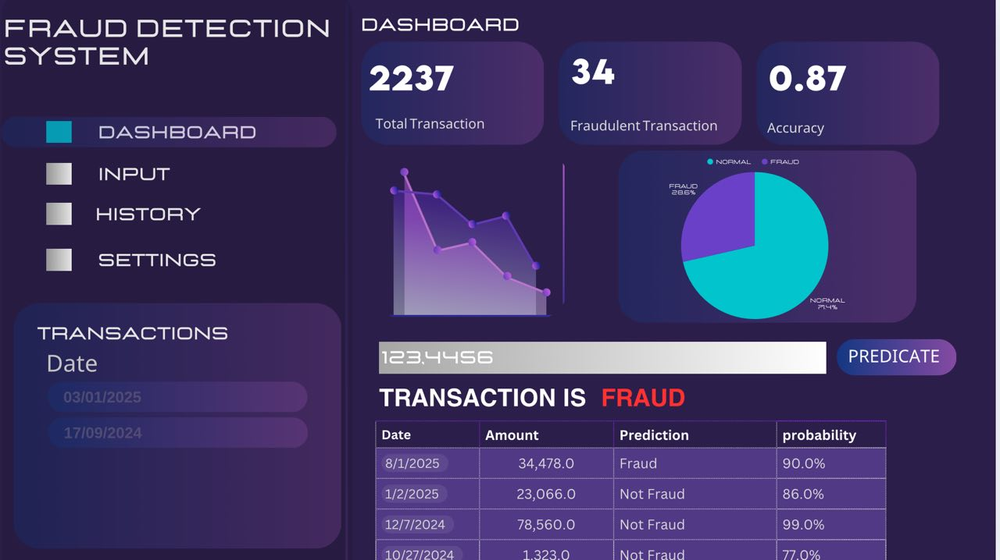 FRAUD DETECTION
SYSTEM
DASHBOARD
INPUT
HISTORY
SETTINGS
TRANSACTIONS
Date
03/01/2025
17/09/2024
DASHBOARD
2237
Total Transaction
34
Fraudulent Transaction
0.87
Accuracy
NORMAL FRAUD
FRAUD
28.6%
NORMAL
71.4%
123,4456
PREDICATE
TRANSACTION IS FRAUD
Date Amount Prediction probability
8/1/2025 34,478.0 Fraud 90.0%
1/2/2025 23,066.0 Not Fraud 86.0%
12/7/2024 78,560.0 Not Fraud 99.0%
10/27/2024 1,323.0 Not Fraud 77.0%